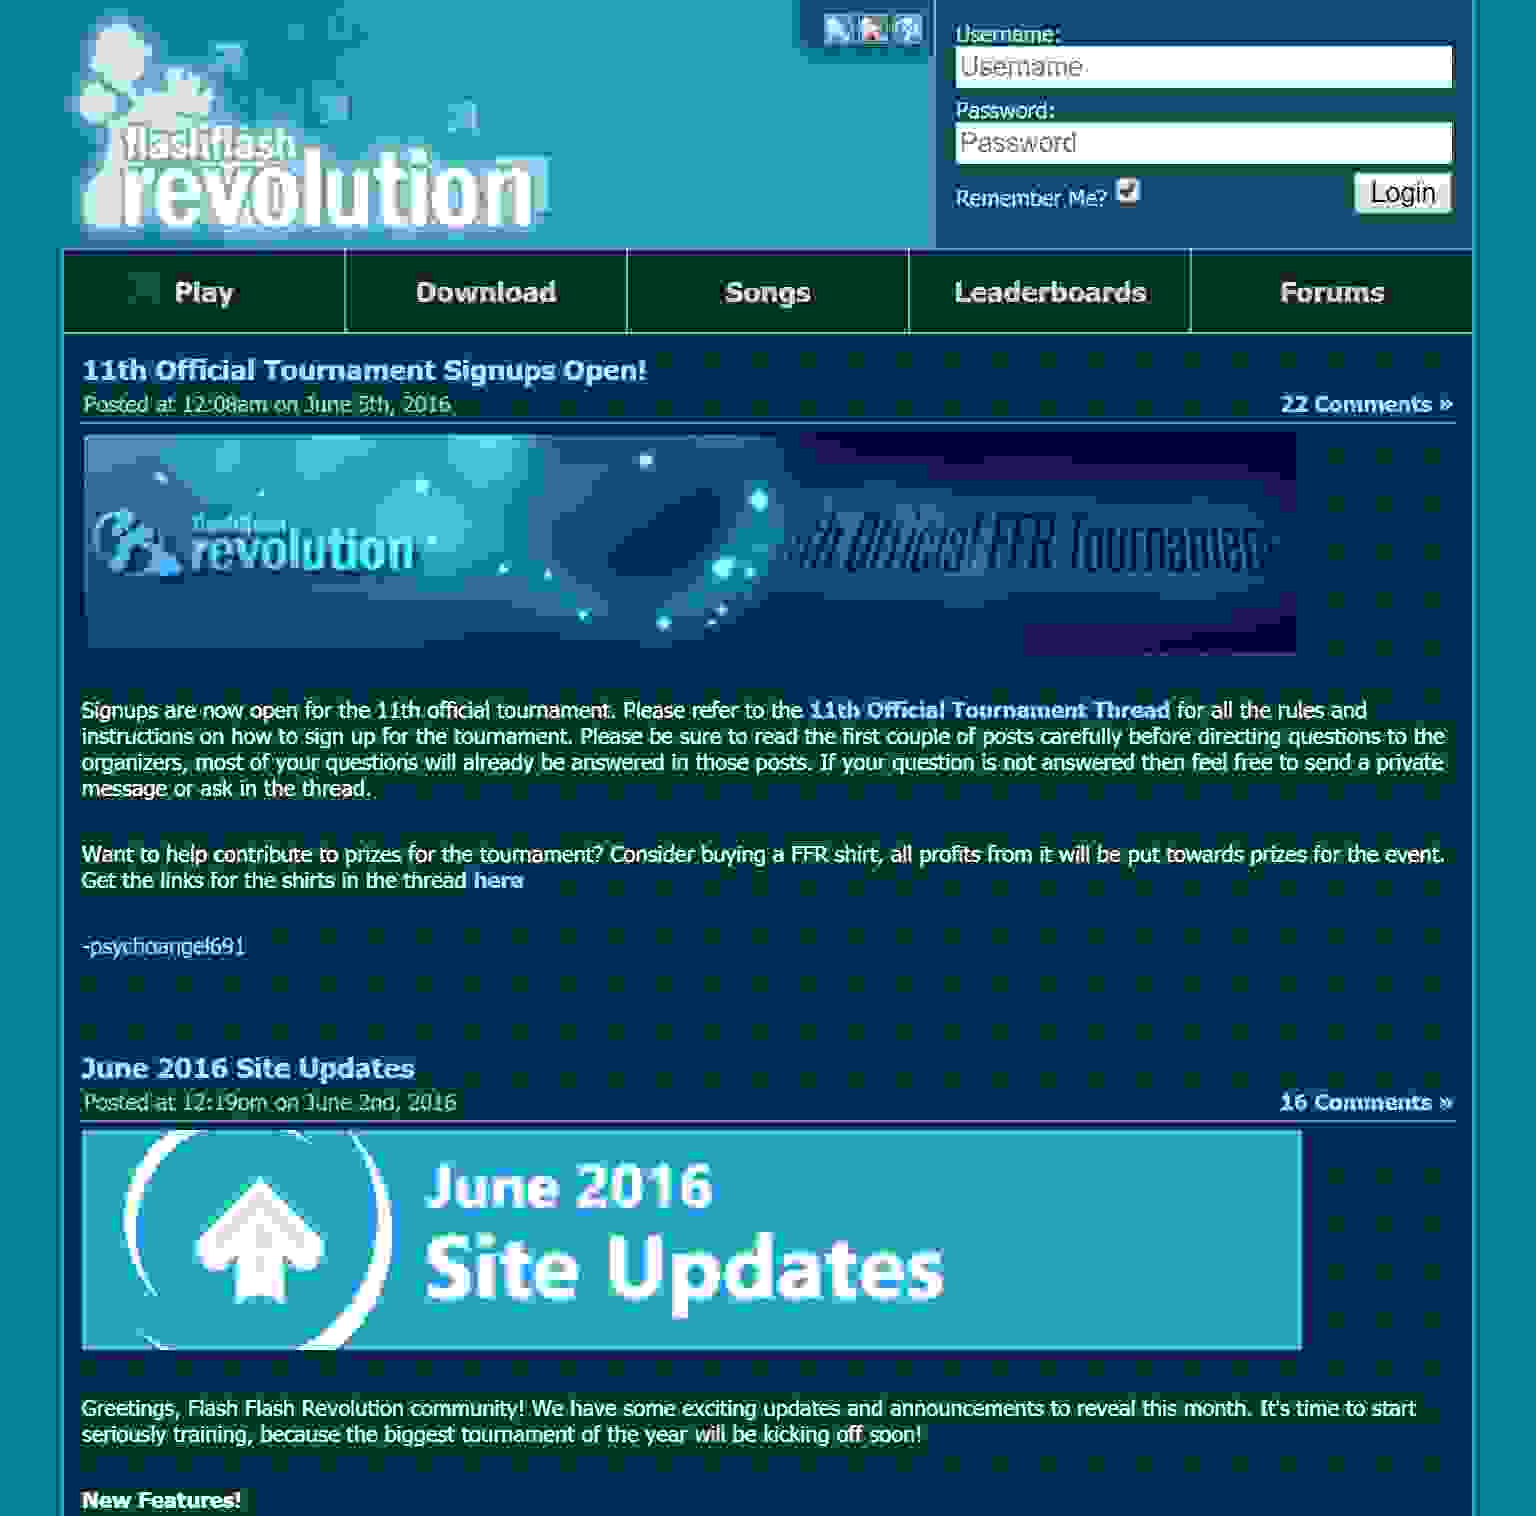 flashflash
revolution
Username:
Username
Password:
Password
Remember Me?
Login
Play
Download
Songs
Leaderboards
Forums
11th Official Tournament Signups Open!
Posted at 12:08am on June 5th, 2016
22 Comments »
flashflash
revolution
Official FFR Tournament
Signups are now open for the 11th official tournament. Please refer to the 11th Official Tournament Thread for all the rules and
instructions on how to sign up for the tournament. Please be sure to read the first couple of posts carefully before directing questions to the
organizers, most of your questions will already be answered in those posts. If your question is not answered then feel free to send a private
message or ask in the thread.
Want to help contribute to prizes for the tournament? Consider buying a FFR shirt, all profits from it will be put towards prizes for the event.
Get the links for the shirts in the thread here
-psychoangel691
June 2016 Site Updates
Posted at 12:19pm on June 2nd, 2016
16 Comments »
June 2016
Site Updates
Greetings, Flash Flash Revolution community! We have some exciting updates and announcements to reveal this month. It's time to start
seriously training, because the biggest tournament of the year will be kicking off soon!
New Features!